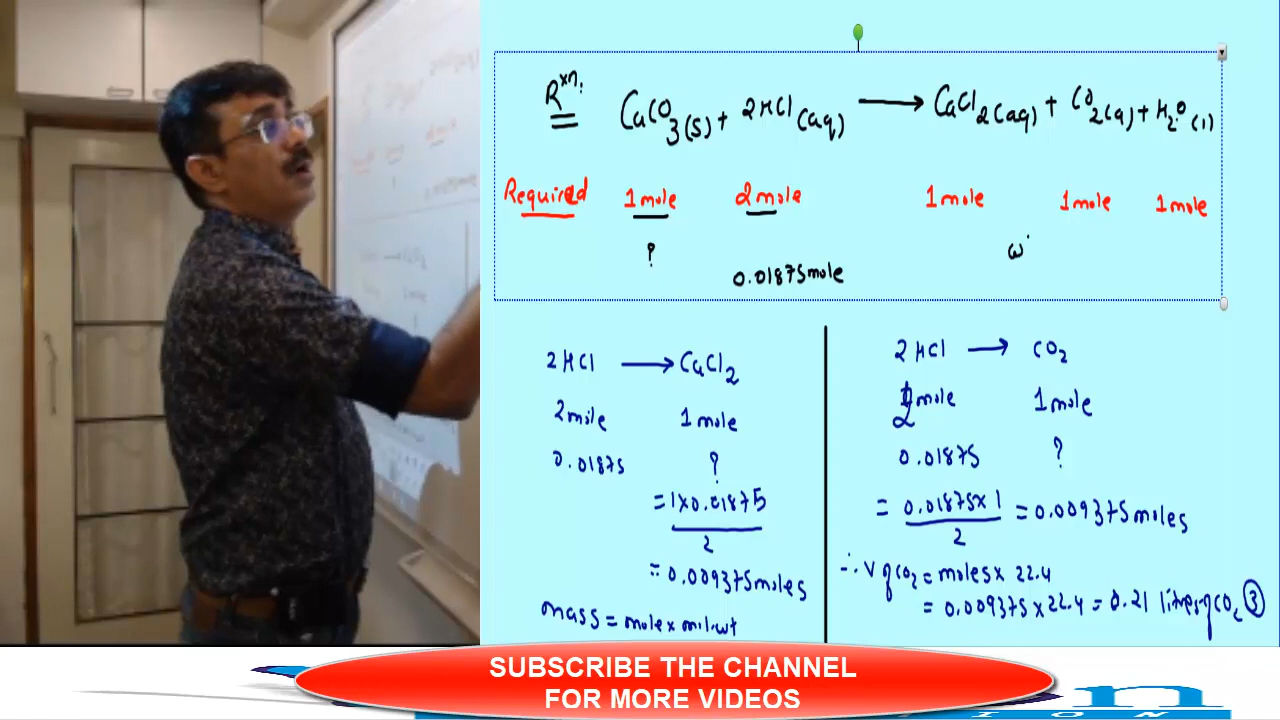 Rxn:
CaCO3(s) + 2HCl(aq) → CaCl2(aq) + CO2(g) + H2O(l)
Required 1mole 2mole 1mole 1mole 1mole
? ω
0.01875mole
2HCl → CaCl2
2mole 1mole
0.01875 ?
= 1×0.01875
2
= 0.009375moles
mass = mole × mol.wt
2HCl → CO2
2mole 1mole
0.01875 ?
= 0.01875×1 = 0.009375moles
2
∴ V of CO2 = moles × 22.4
= 0.009375 × 22.4 = 0.21 litres of CO2 ③
SUBSCRIBE THE CHANNEL
FOR MORE VIDEOS
I O N